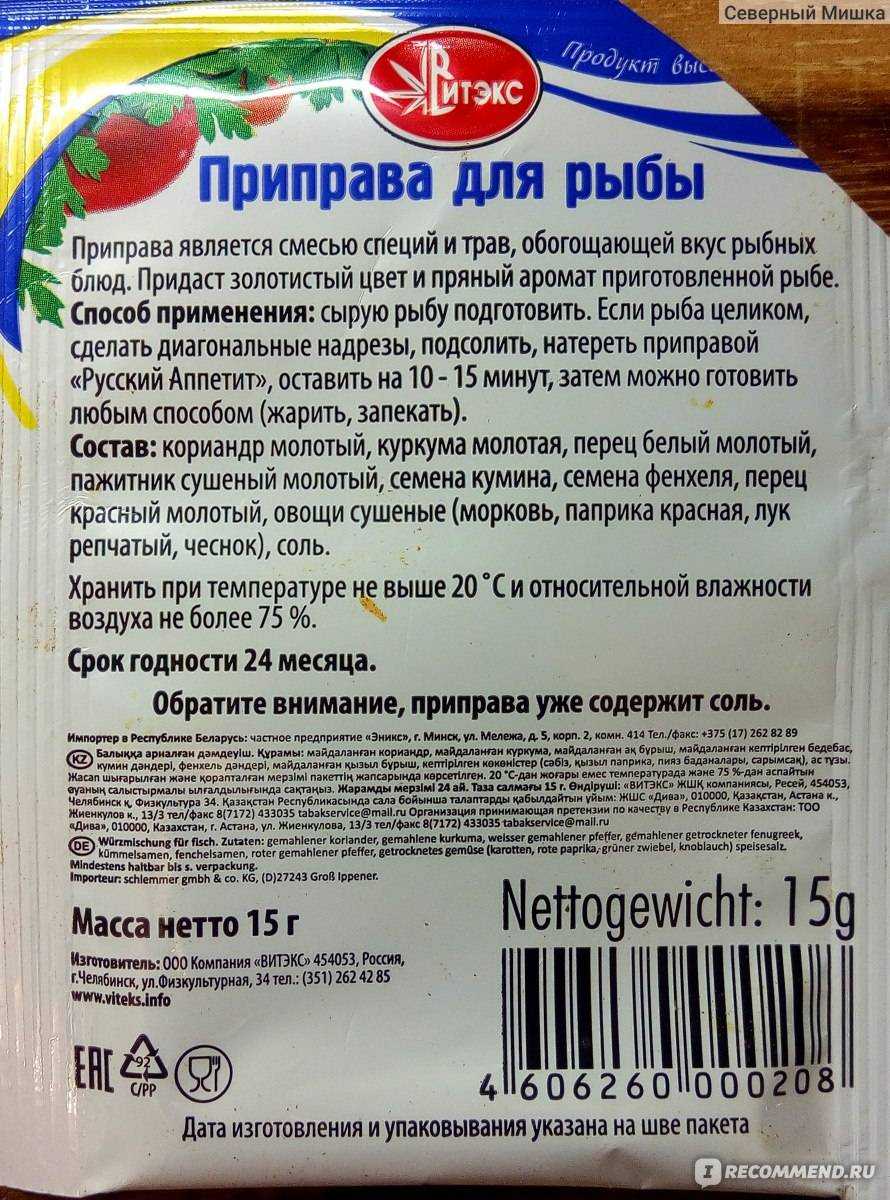 Северный Мишка
Витэкс
Продукт выс
Приправа для рыбы
Приправа является смесью специй и трав, обогощающей вкус рыбных
блюд. Придаст золотистый цвет и пряный аромат приготовленной рыбе.
Способ применения: сырую рыбу подготовить. Если рыба целиком,
сделать диагональные надрезы, подсолить, натереть приправой
«Русский Аппетит», оставить на 10 - 15 минут, затем можно готовить
любым способом (жарить, запекать).
Состав: кориандр молотый, куркума молотая, перец белый молотый,
пажитник сушеный молотый, семена кумина, семена фенхеля, перец
красный молотый, овощи сушеные (морковь, паприка красная, лук
репчатый, чеснок), соль.
Хранить при температуре не выше 20 °С и относительной влажности
воздуха не более 75 %.
Срок годности 24 месяца.
Обратите внимание, приправа уже содержит соль.
Импортер в Республике Беларусь: частное предприятие «Эникс», г. Минск, ул. Мележа, д. 5, корп. 2, комн. 414 Тел./факс: +375 (17) 262 82 89
KZ Балыққа арналған дәмдеуіш. Құрамы: майдаланған кориандр, майдаланған куркума, майдаланған ақ бұрыш, майдаланған кептірілген бедебас,
кумин дәндері, фенхель дәндері, майдаланған қызыл бұрыш, кептірілген көкөністер (сәбіз, қызыл паприка, пияз баданалары, сарымсақ), ас тұзы.
Жасап шығарылған және қорапталған мерзімі пакеттің жапсарында көрсетілген. 20 °С-дан жоғары емес температурада және 75 %-дан аспайтын
ауаның салыстырмалы ылғалдылығында сақтаңыз. Жарамды мерзімі 24 ай. Таза салмағы 15 г. Өндіруші: «ВИТЭКС» ЖШҚ компаниясы, Ресей, 454053,
Челябинск қ, Физкультура 34. Қазақстан Республикасында сапа бойынша талаптарды қабылдайтын ұйым: ЖШС «Дива», 010000, Қазақстан, Астана к.,
Жиенкулов к., 13/3 тел/факс 8(7172) 433035 tabakservice@mail.ru Организация принимающая претензии по качеству в Республике Казахстан: ТОО
«Дива», 010000, Казахстан, г. Астана, ул. Жиенкулова, 13/3 тел/факс 8(7172) 433035 tabakservice@mail.ru
DE Würzmischung für fisch. Zutaten: gemahlener koriander, gemahlene kurkuma, weisser gemahlener pfeffer, gemahlener getrockneter fenugreek,
kümmelsamen, fenchelsamen, roter gemahlener pfeffer, getrocknetes gemüse (karotten, rote paprika, grüner zwiebel, knoblauch) speisesalz.
Mindestens haltbar bis s. verpackung.
Importeur: schlemmer gmbh & co. KG, (D)27243 Groß Ippener.
Nettogewicht: 15g
Масса нетто 15 г
Изготовитель: ООО Компания «ВИТЭКС» 454053, Россия,
г.Челябинск, ул.Физкультурная, 34 тел.: (351) 262 42 85
www.viteks.info
EAC
92
C/PP
4 606260 000208
Дата изготовления и упаковывания указана на шве пакета
I RECOMMEND.RU